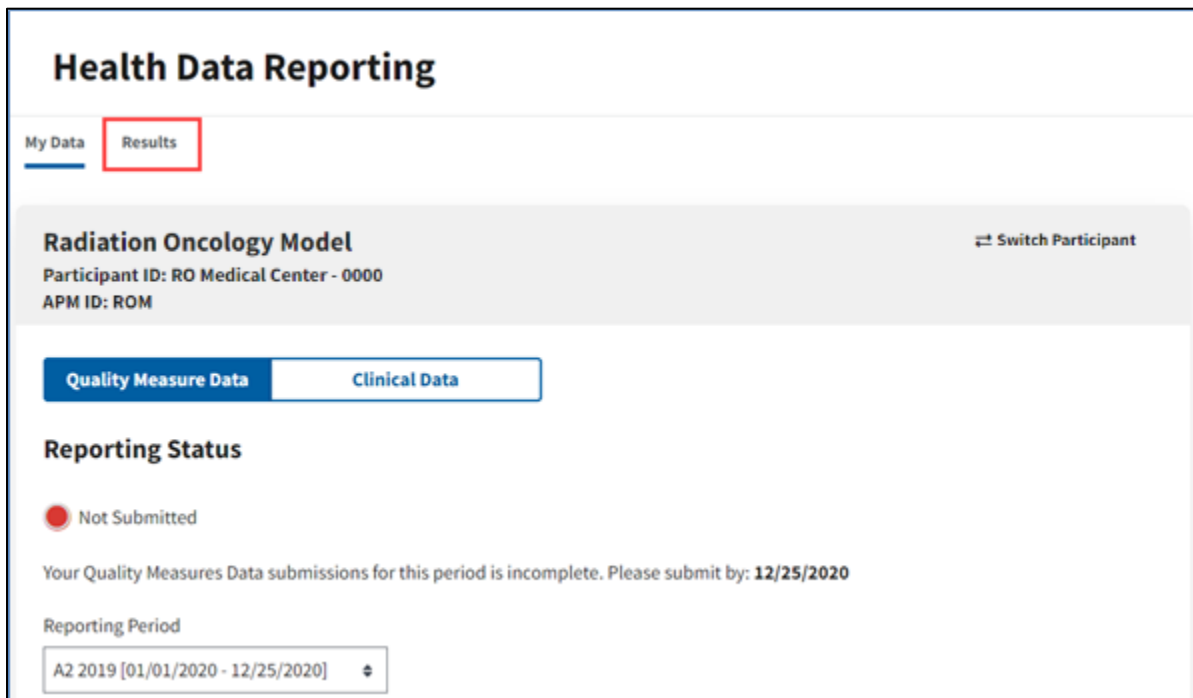 Health Data Reporting
My Data Results
Radiation Oncology Model
⇄ Switch Participant
Participant ID: RO Medical Center - 0000
APM ID: ROM
Quality Measure Data Clinical Data
Reporting Status
Not Submitted
Your Quality Measures Data submissions for this period is incomplete. Please submit by: 12/25/2020
Reporting Period
A2 2019 [01/01/2020 - 12/25/2020]